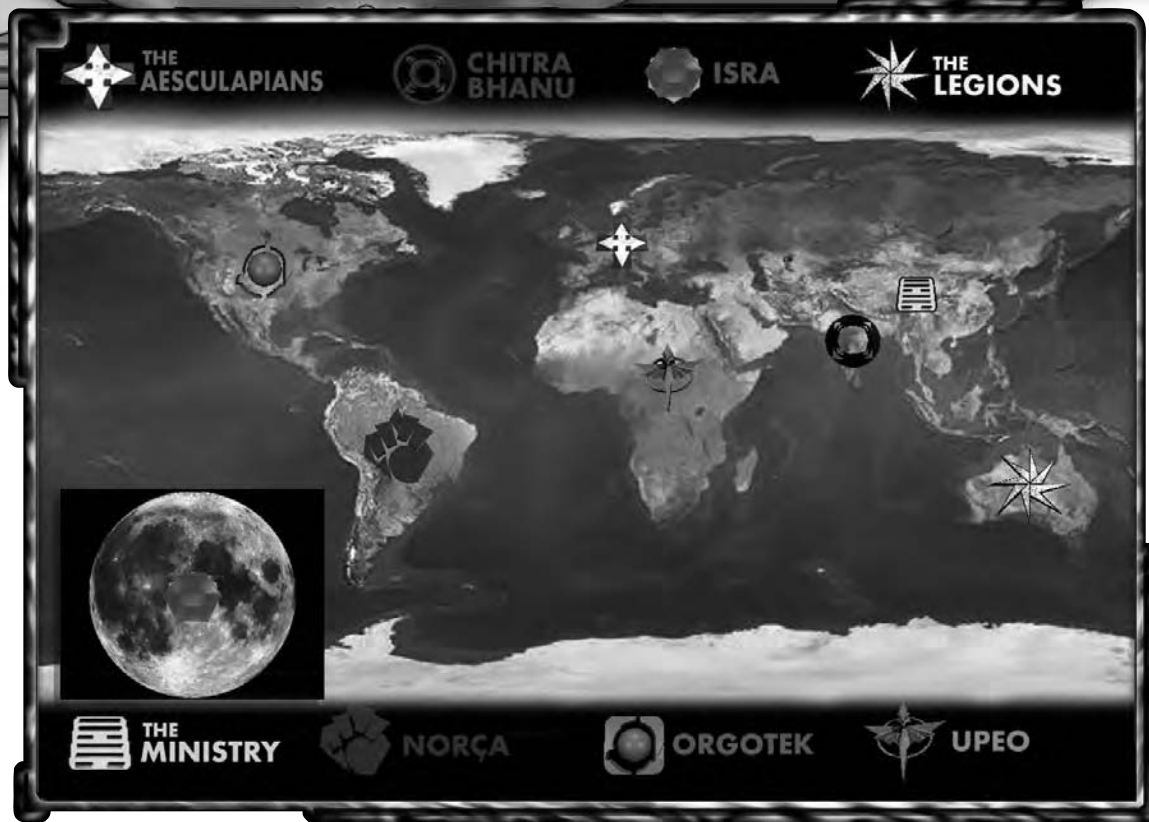 THE
AESCULAPIANS
CHITRA
BHANU
ISRA
THE
LEGIONS
THE
MINISTRY
NORÇA
ORGOTEK
UPEO